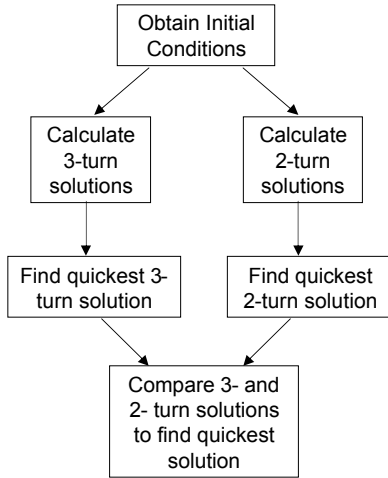 Obtain Initial
Conditions
Calculate
3-turn
solutions
Calculate
2-turn
solutions
Find quickest 3-
turn solution
Find quickest
2-turn solution
Compare 3- and
2- turn solutions
to find quickest
solution